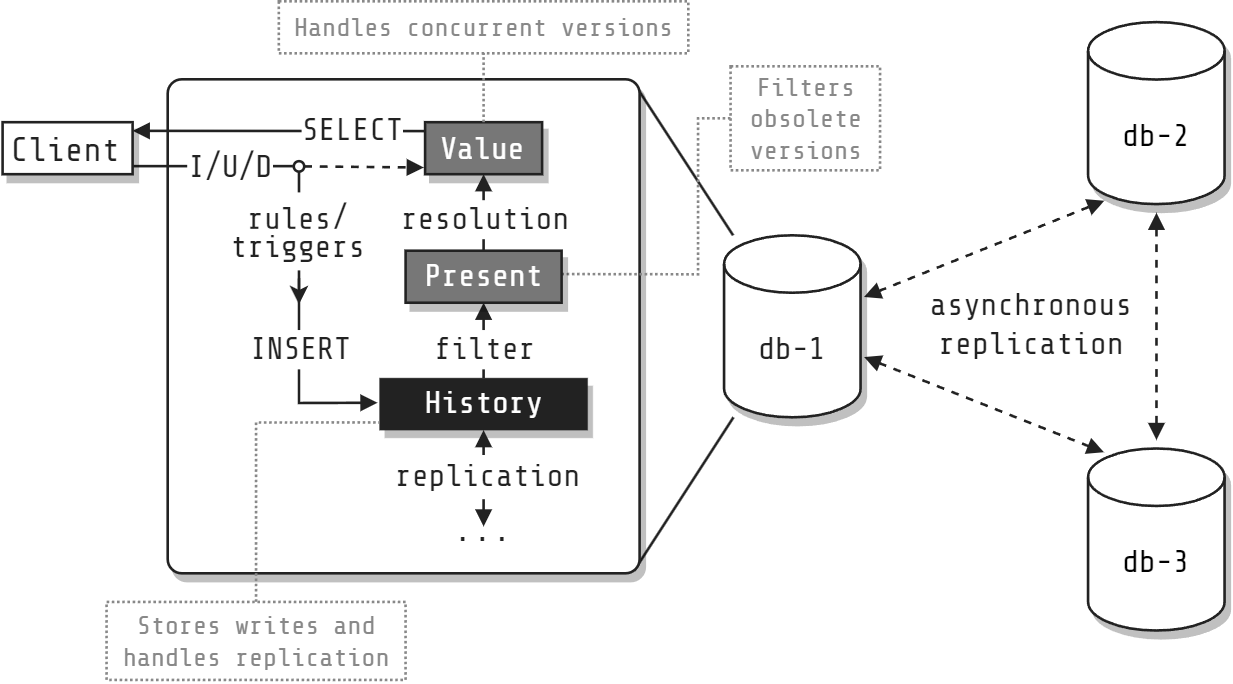 Handles concurrent versions
Filters
obsolete
versions
Client
SELECT
Value
I/U/D
rules/
triggers
resolution
Present
INSERT
filter
History
replication
...
Stores writes and
handles replication
db-1
db-2
asynchronous
replication
db-3